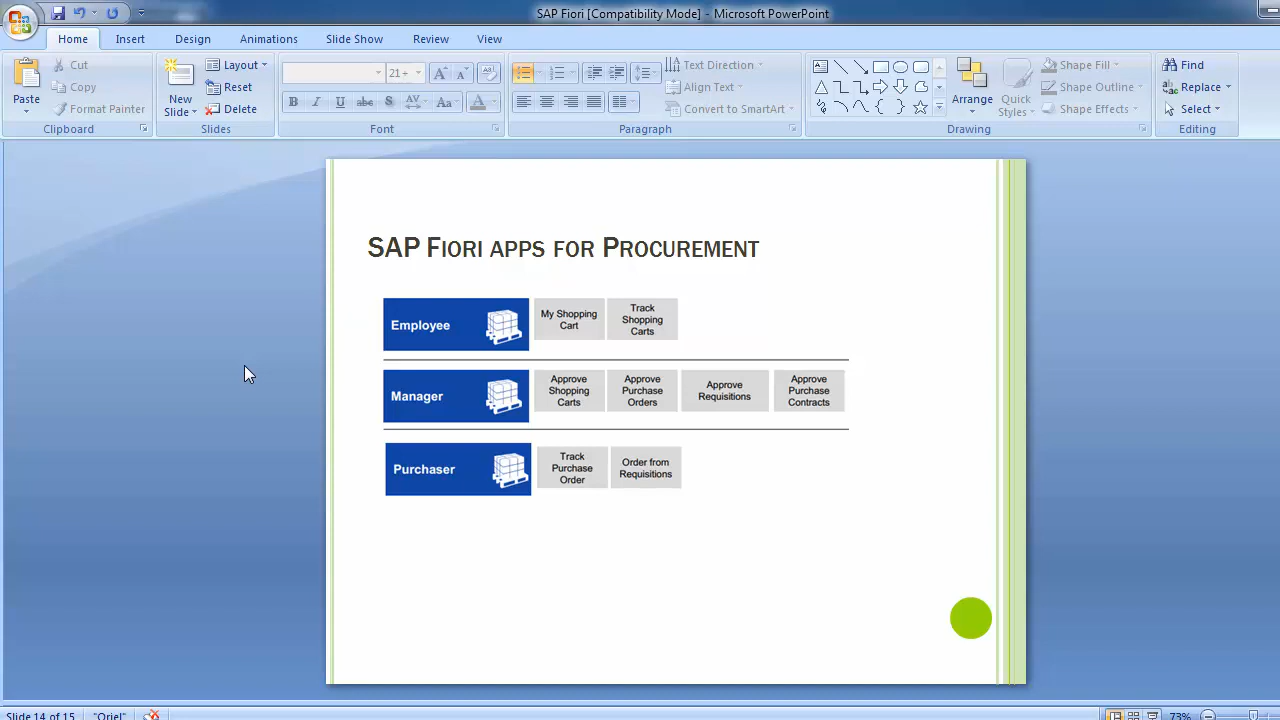 SAP Fiori [Compatibility Mode] - Microsoft PowerPoint
Home
Insert
Design
Animations
Slide Show
Review
View
Paste
Cut
Copy
Format Painter
Clipboard
New
Slide
Layout
Reset
Delete
Slides
21+
B I U abc S AV Aa A
Font
Text Direction
Align Text
Convert to SmartArt
Paragraph
Arrange
Quick
Styles
Shape Fill
Shape Outline
Shape Effects
Drawing
Find
Replace
Select
Editing
SAP FIORI APPS FOR PROCUREMENT
Employee
My Shopping
Cart
Track
Shopping
Carts
Manager
Approve
Shopping
Carts
Approve
Purchase
Orders
Approve
Requisitions
Approve
Purchase
Contracts
Purchaser
Track
Purchase
Order
Order from
Requisitions
Slide 14 of 15
"Oriel"
73%